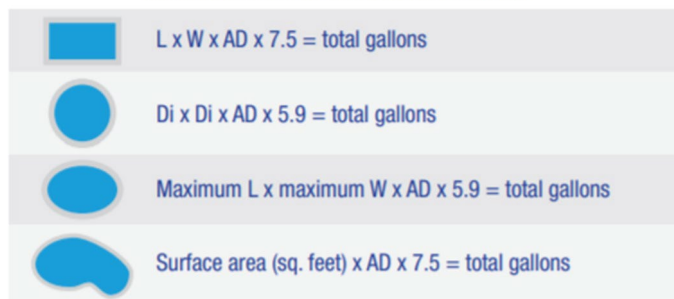 L x W x AD x 7.5 = total gallons
Di x Di x AD x 5.9 = total gallons
Maximum L x maximum W x AD x 5.9 = total gallons
Surface area (sq. feet) x AD x 7.5 = total gallons